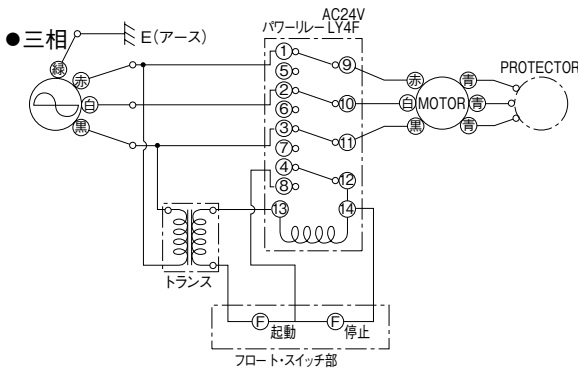 AC24V
パワーリレー LY4F
●三相
E(アース)
緑
赤
白
黒
①
⑤
②
⑥
③
⑦
④
⑧
⑨
⑩
⑪
⑫
⑬
⑭
赤
白
黒
MOTOR
青
青
青
PROTECTOR
トランス
F 起動
F 停止
フロート・スイッチ部